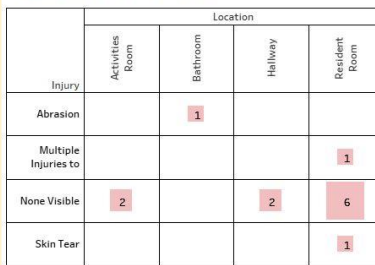 Location
Injury
Activities
Room
Bathroom
Hallway
Resident
Room
Abrasion
1
Multiple
Injuries to
1
None Visible
2
2
6
Skin Tear
1